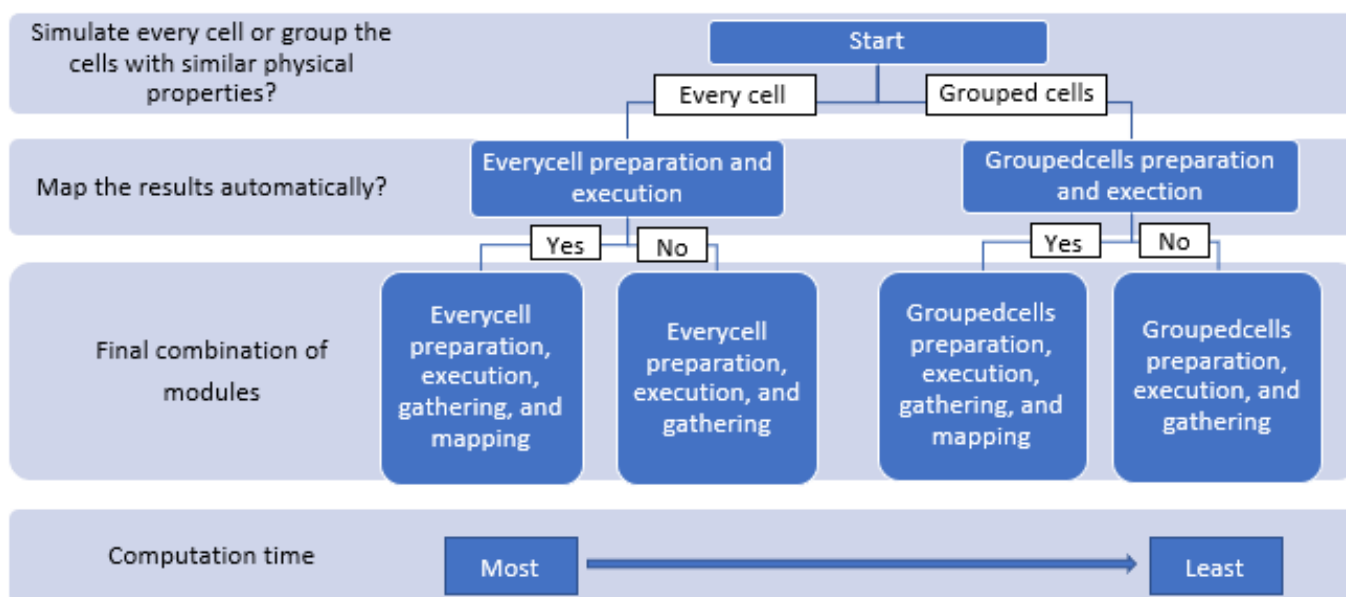 Simulate every cell or group the
cells with similar physical
properties?
Start
Every cell
Grouped cells
Map the results automatically?
Everycell preparation and
execution
Groupedcells preparation
and exection
Yes
No
Yes
No
Final combination of
modules
Everycell
preparation,
execution,
gathering, and
mapping
Everycell
preparation,
execution, and
gathering
Groupedcells
preparation,
execution,
gathering, and
mapping
Groupedcells
preparation,
execution, and
gathering
Computation time
Most
Least